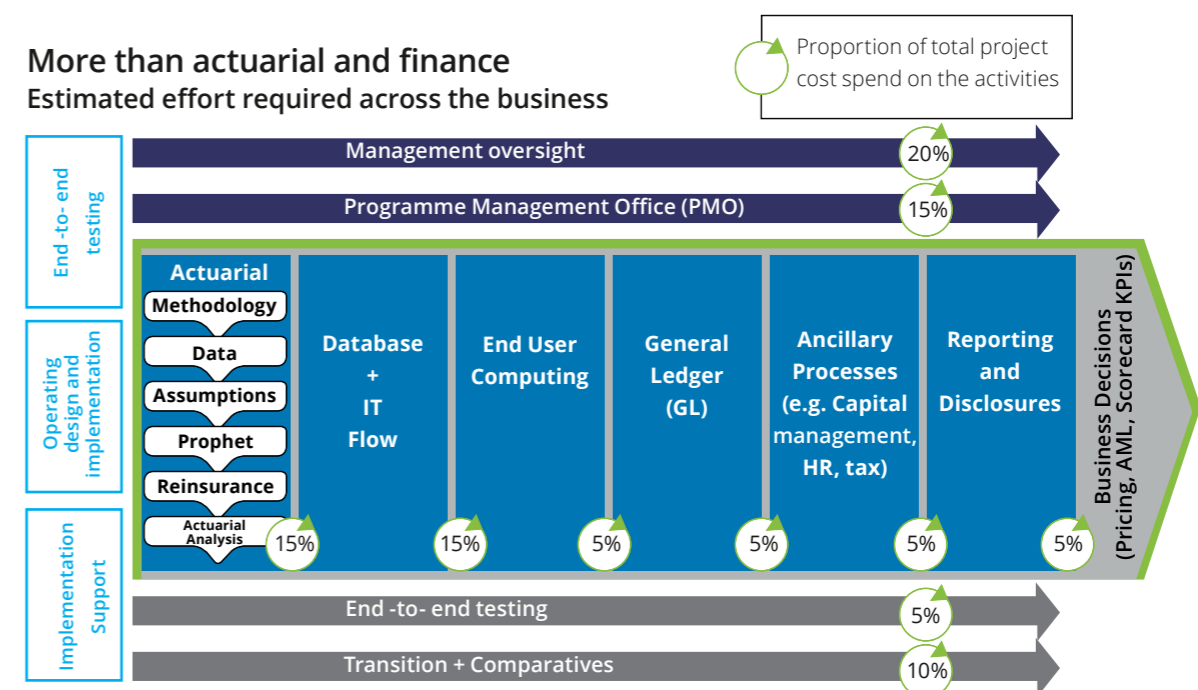 More than actuarial and finance
Estimated effort required across the business
Proportion of total project
cost spend on the activities
End -to- end
testing
Operating
design and
implementation
Implementation
Support
Management oversight
20%
Programme Management Office (PMO)
15%
Actuarial
Methodology
Data
Assumptions
Prophet
Reinsurance
Actuarial
Analysis
15%
Database
+
IT
Flow
15%
End User
Computing
5%
General
Ledger
(GL)
5%
Ancillary
Processes
(e.g. Capital
management,
HR, tax)
5%
Reporting
and
Disclosures
5%
Business Decisions
(Pricing, AML, Scorecard KPIs)
End -to- end testing
5%
Transition + Comparatives
10%